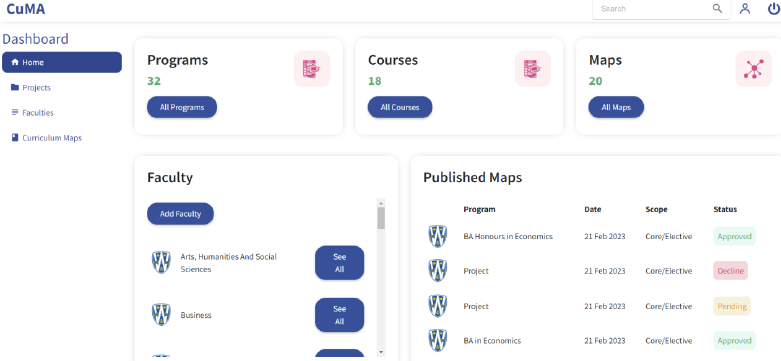 CuMA
Search
Dashboard
Home
Projects
Faculties
Curriculum Maps
Programs
32
All Programs
Courses
18
All Courses
Maps
20
All Maps
Faculty
Add Faculty
Arts, Humanities And Social
Sciences
See
All
Business
See
All
Published Maps
Program Date Scope Status
BA Honours in Economics 21 Feb 2023 Core/Elective Approved
Project 21 Feb 2023 Core/Elective Decline
Project 21 Feb 2023 Core/Elective Pending
BA in Economics 21 Feb 2023 Core/Elective Approved